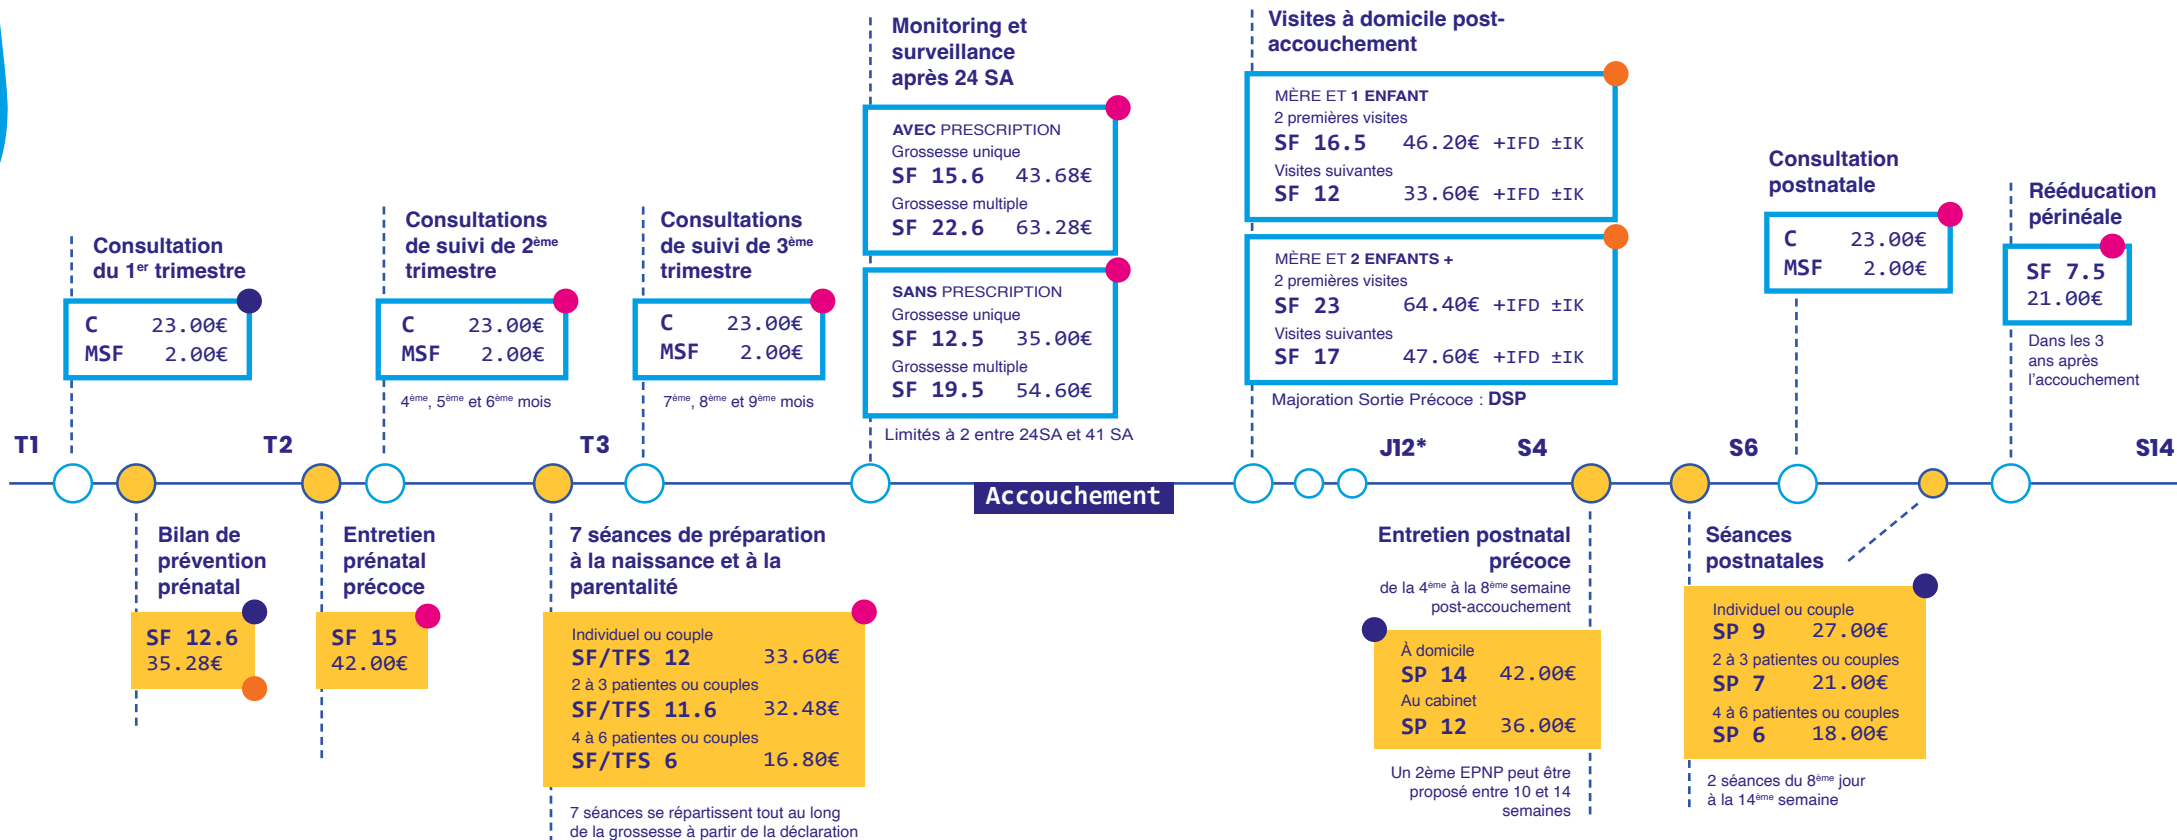 Consultation
du 1er trimestre
C 23.00€
MSF 2.00€
Consultations
de suivi de 2ème
trimestre
C 23.00€
MSF 2.00€
4ème, 5ème et 6ème mois
Consultations
de suivi de 3ème
trimestre
C 23.00€
MSF 2.00€
7ème, 8ème et 9ème mois
Monitoring et
surveillance
après 24 SA
AVEC PRESCRIPTION
Grossesse unique
SF 15.6 43.68€
Grossesse multiple
SF 22.6 63.28€
SANS PRESCRIPTION
Grossesse unique
SF 12.5 35.00€
Grossesse multiple
SF 19.5 54.60€
Limités à 2 entre 24SA et 41 SA
Visites à domicile post-
accouchement
MÈRE ET 1 ENFANT
2 premières visites
SF 16.5 46.20€ +IFD ±IK
Visites suivantes
SF 12 33.60€ +IFD ±IK
MÈRE ET 2 ENFANTS +
2 premières visites
SF 23 64.40€ +IFD ±IK
Visites suivantes
SF 17 47.60€ +IFD ±IK
Majoration Sortie Précoce : DSP
Consultation
postnatale
C 23.00€
MSF 2.00€
Rééducation
périnéale
SF 7.5
21.00€
Dans les 3
ans après
l'accouchement
T1 T2 T3 J12* S4 S6 S14
Accouchement
Bilan de
prévention
prénatal
SF 12.6
35.28€
Entretien
prénatal
précoce
SF 15
42.00€
7 séances de préparation
à la naissance et à la
parentalité
Individuel ou couple
SF/TFS 12 33.60€
2 à 3 patientes ou couples
SF/TFS 11.6 32.48€
4 à 6 patientes ou couples
SF/TFS 6 16.80€
7 séances se répartissent tout au long
de la grossesse à partir de la déclaration
Entretien postnatal
précoce
de la 4ème à la 8ème semaine
post-accouchement
À domicile
SP 14 42.00€
Au cabinet
SP 12 36.00€
Un 2ème EPNP peut être
proposé entre 10 et 14
semaines
Séances
postnatales
Individuel ou couple
SP 9 27.00€
2 à 3 patientes ou couples
SP 7 21.00€
4 à 6 patientes ou couples
SP 6 18.00€
2 séances du 8ème jour
à la 14ème semaine